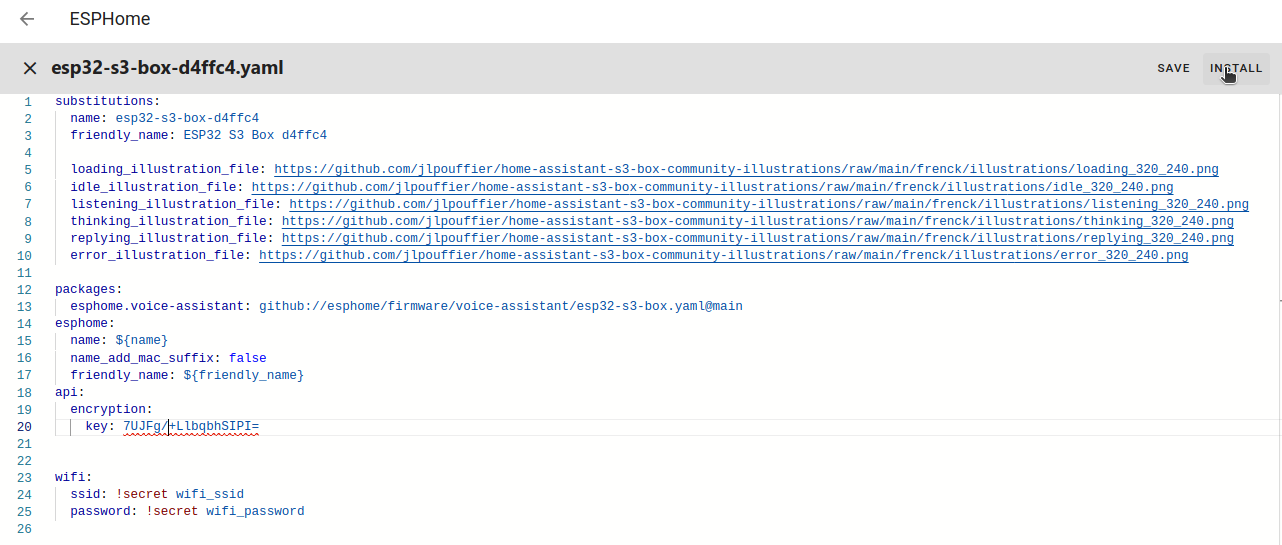 ESPHome
esp32-s3-box-d4ffc4.yaml
SAVE
INSTALL
1 substitutions:
2 name: esp32-s3-box-d4ffc4
3 friendly_name: ESP32 S3 Box d4ffc4
4
5 loading_illustration_file: https://github.com/jlpouffier/home-assistant-s3-box-community-illustrations/raw/main/frenck/illustrations/loading_320_240.png
6 idle_illustration_file: https://github.com/jlpouffier/home-assistant-s3-box-community-illustrations/raw/main/frenck/illustrations/idle_320_240.png
7 listening_illustration_file: https://github.com/jlpouffier/home-assistant-s3-box-community-illustrations/raw/main/frenck/illustrations/listening_320_240.png
8 thinking_illustration_file: https://github.com/jlpouffier/home-assistant-s3-box-community-illustrations/raw/main/frenck/illustrations/thinking_320_240.png
9 replying_illustration_file: https://github.com/jlpouffier/home-assistant-s3-box-community-illustrations/raw/main/frenck/illustrations/replying_320_240.png
10 error_illustration_file: https://github.com/jlpouffier/home-assistant-s3-box-community-illustrations/raw/main/frenck/illustrations/error_320_240.png
11
12 packages:
13 esphome.voice-assistant: github://esphome/firmware/voice-assistant/esp32-s3-box.yaml@main
14 esphome:
15 name: ${name}
16 name_add_mac_suffix: false
17 friendly_name: ${friendly_name}
18 api:
19 encryption:
20 key: 7UJFg/+LlbqbhSIPI=
21
22
23 wifi:
24 ssid: !secret wifi_ssid
25 password: !secret wifi_password
26